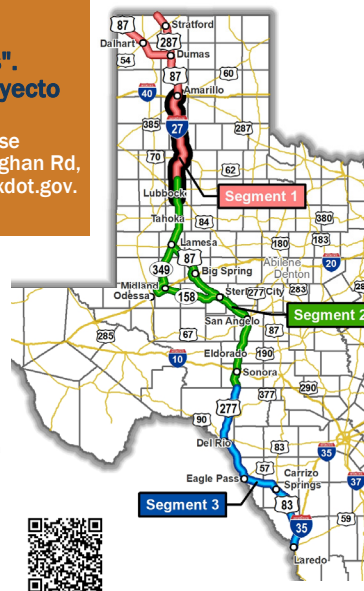 s".
yecto
se
ghan Rd,
xdot.gov.
87
Stratford
Dalhart
287
54
Dumas
87
60
40
Amarillo
385
27
287
70
62
Lubbock
Segment 1
Tahoka
84
380
Lamesa
180
183
87
349
Big Spring
Abilene
Denton
20
Midland
Odessa
158
Sterling City
277
283
Segment 2
San Angelo
87
285
67
10
Eldorado
190
Sonora
377
290
277
90
Del Rio
35
57
Eagle Pass
Carrizo
Springs
37
Segment 3
83
35
59
Laredo